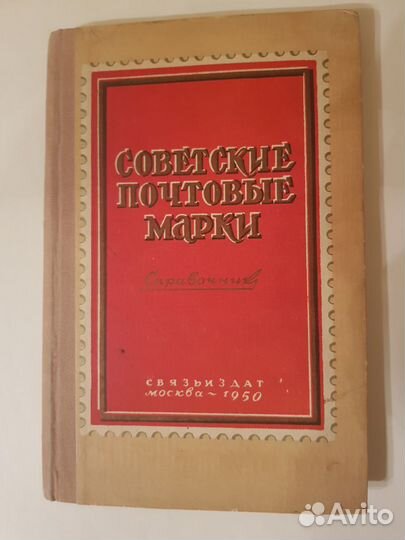 СОВЕТСКИЕ
ПОЧТОВЫЕ
МАРКИ
Справочник
СВЯЗЬИЗДАТ
МОСКВА ~ 1950
Avito